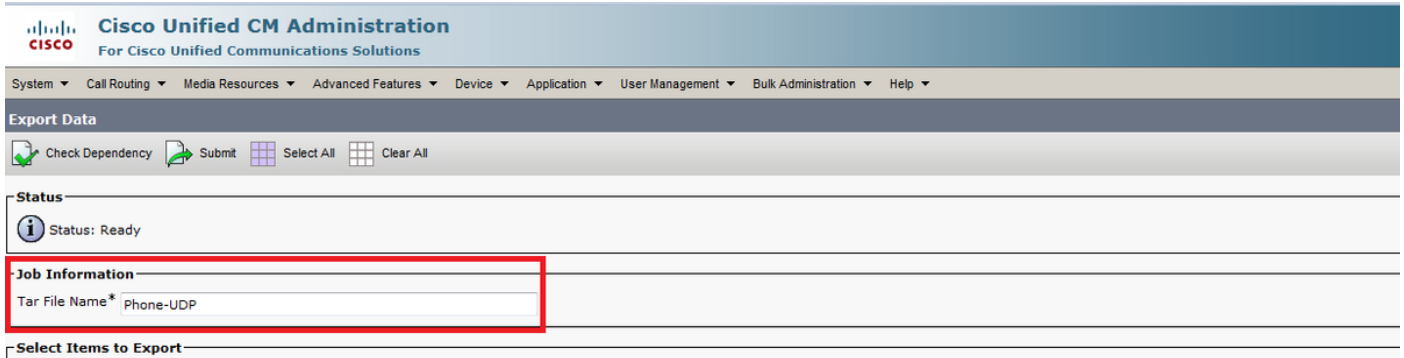 Cisco Unified CM Administration
CISCO
For Cisco Unified Communications Solutions
System Call Routing Media Resources Advanced Features Device Application User Management Bulk Administration Help
Export Data
Check Dependency Submit Select All Clear All
Status
i Status: Ready
Job Information
Tar File Name* Phone-UDP
Select Items to Export